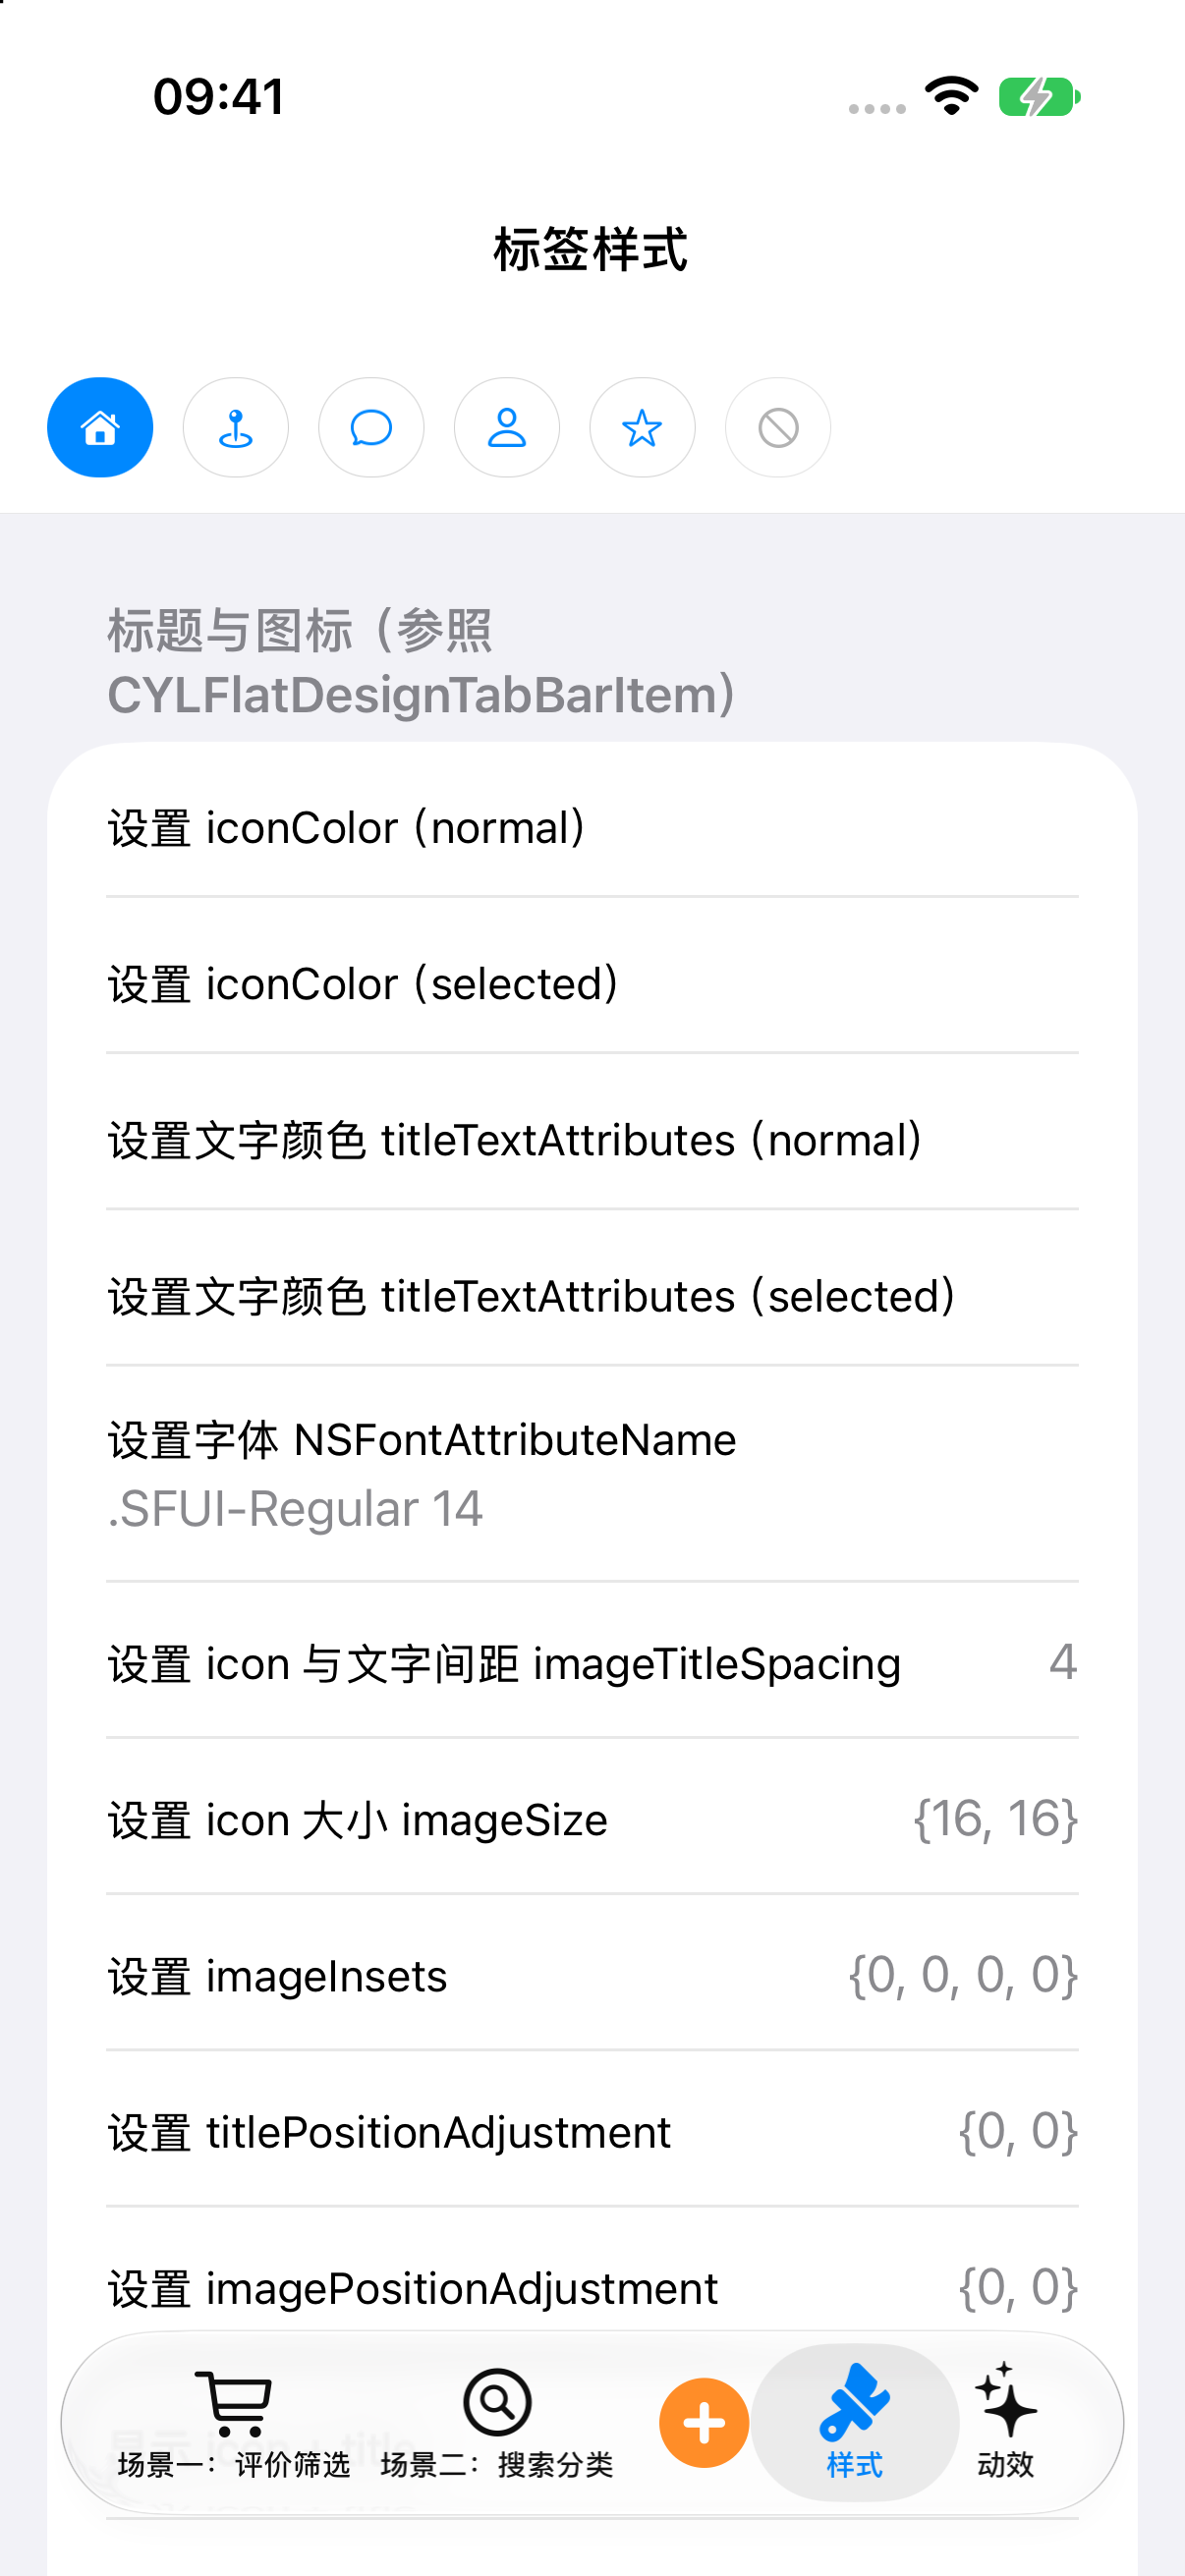 09:41
标签样式
标题与图标（参照
CYLFlatDesignTabBarItem）
设置 iconColor（normal）
设置 iconColor（selected）
设置文字颜色 titleTextAttributes（normal）
设置文字颜色 titleTextAttributes（selected）
设置字体 NSFontAttributeName
.SFUI-Regular 14
设置 icon 与文字间距 imageTitleSpacing 4
设置 icon 大小 imageSize {16, 16}
设置 imageInsets {0, 0, 0, 0}
设置 titlePositionAdjustment {0, 0}
设置 imagePositionAdjustment {0, 0}
显示 icon + title
场景一：评价筛选 场景二：搜索分类 样式 动效